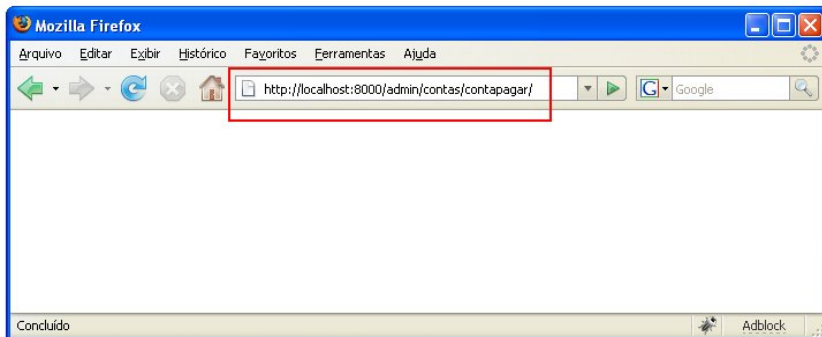 Mozilla Firefox
Arquivo Editar Exibir Histórico Favoritos Ferramentas Ajuda
http://localhost:8000/admin/contas/contapagar/ G Google
Concluído Adblock